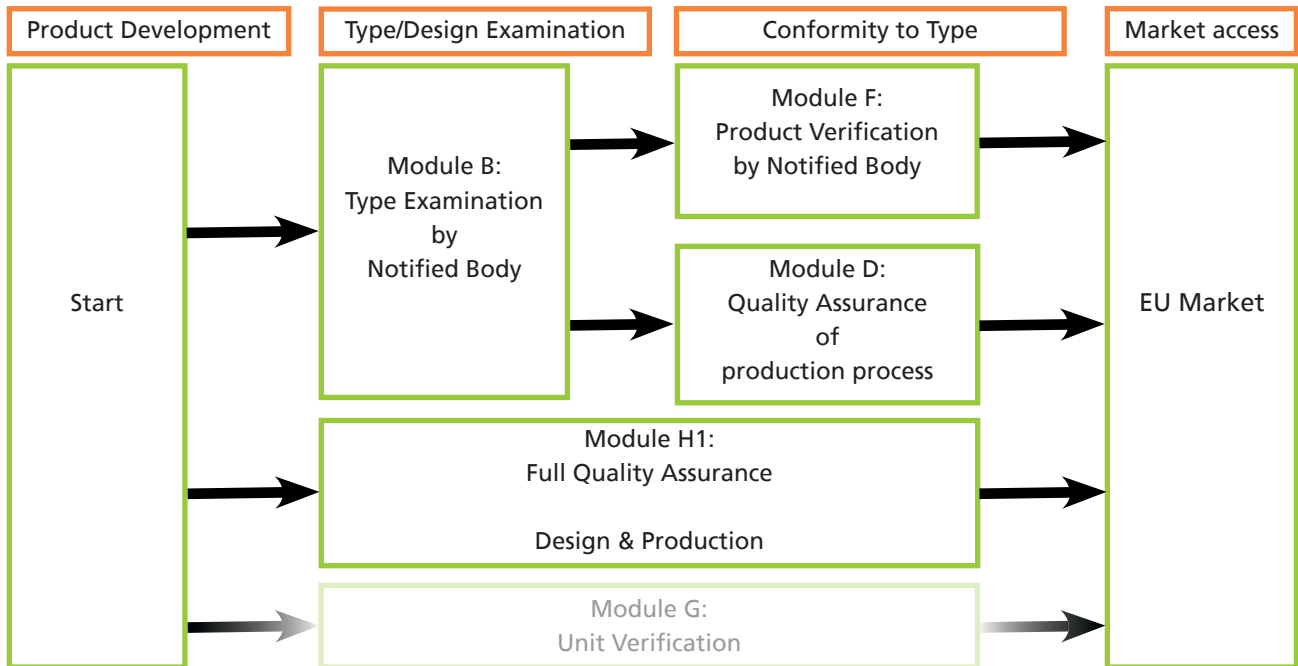 Product Development
Type/Design Examination
Conformity to Type
Market access
Start
Module B:
Type Examination
by
Notified Body
Module F:
Product Verification
by Notified Body
Module D:
Quality Assurance
of
production process
EU Market
Module H1:
Full Quality Assurance
Design & Production
Module G:
Unit Verification